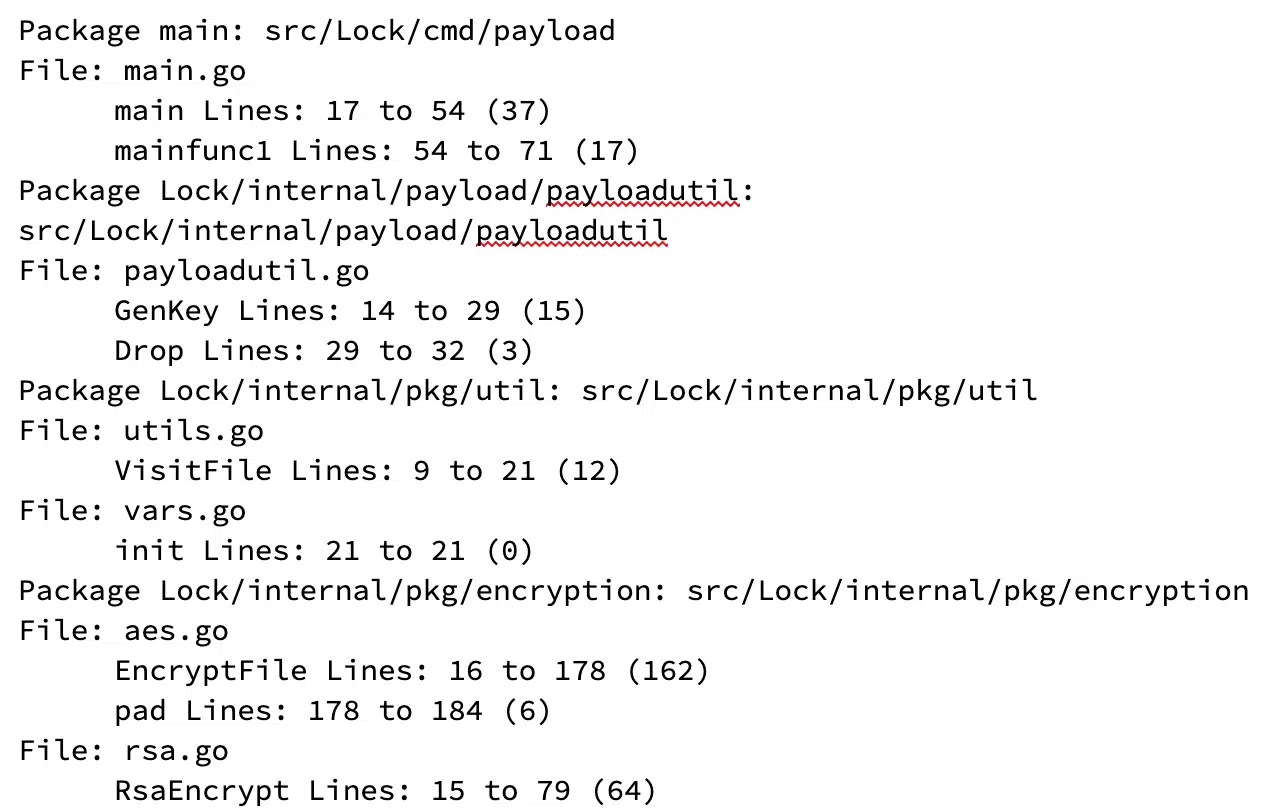 Package main: src/Lock/cmd/payload
File: main.go
main Lines: 17 to 54 (37)
mainfunc1 Lines: 54 to 71 (17)
Package Lock/internal/payload/payloadutil:
src/Lock/internal/payload/payloadutil
File: payloadutil.go
GenKey Lines: 14 to 29 (15)
Drop Lines: 29 to 32 (3)
Package Lock/internal/pkg/util: src/Lock/internal/pkg/util
File: utils.go
VisitFile Lines: 9 to 21 (12)
File: vars.go
init Lines: 21 to 21 (0)
Package Lock/internal/pkg/encryption: src/Lock/internal/pkg/encryption
File: aes.go
EncryptFile Lines: 16 to 178 (162)
pad Lines: 178 to 184 (6)
File: rsa.go
RsaEncrypt Lines: 15 to 79 (64)